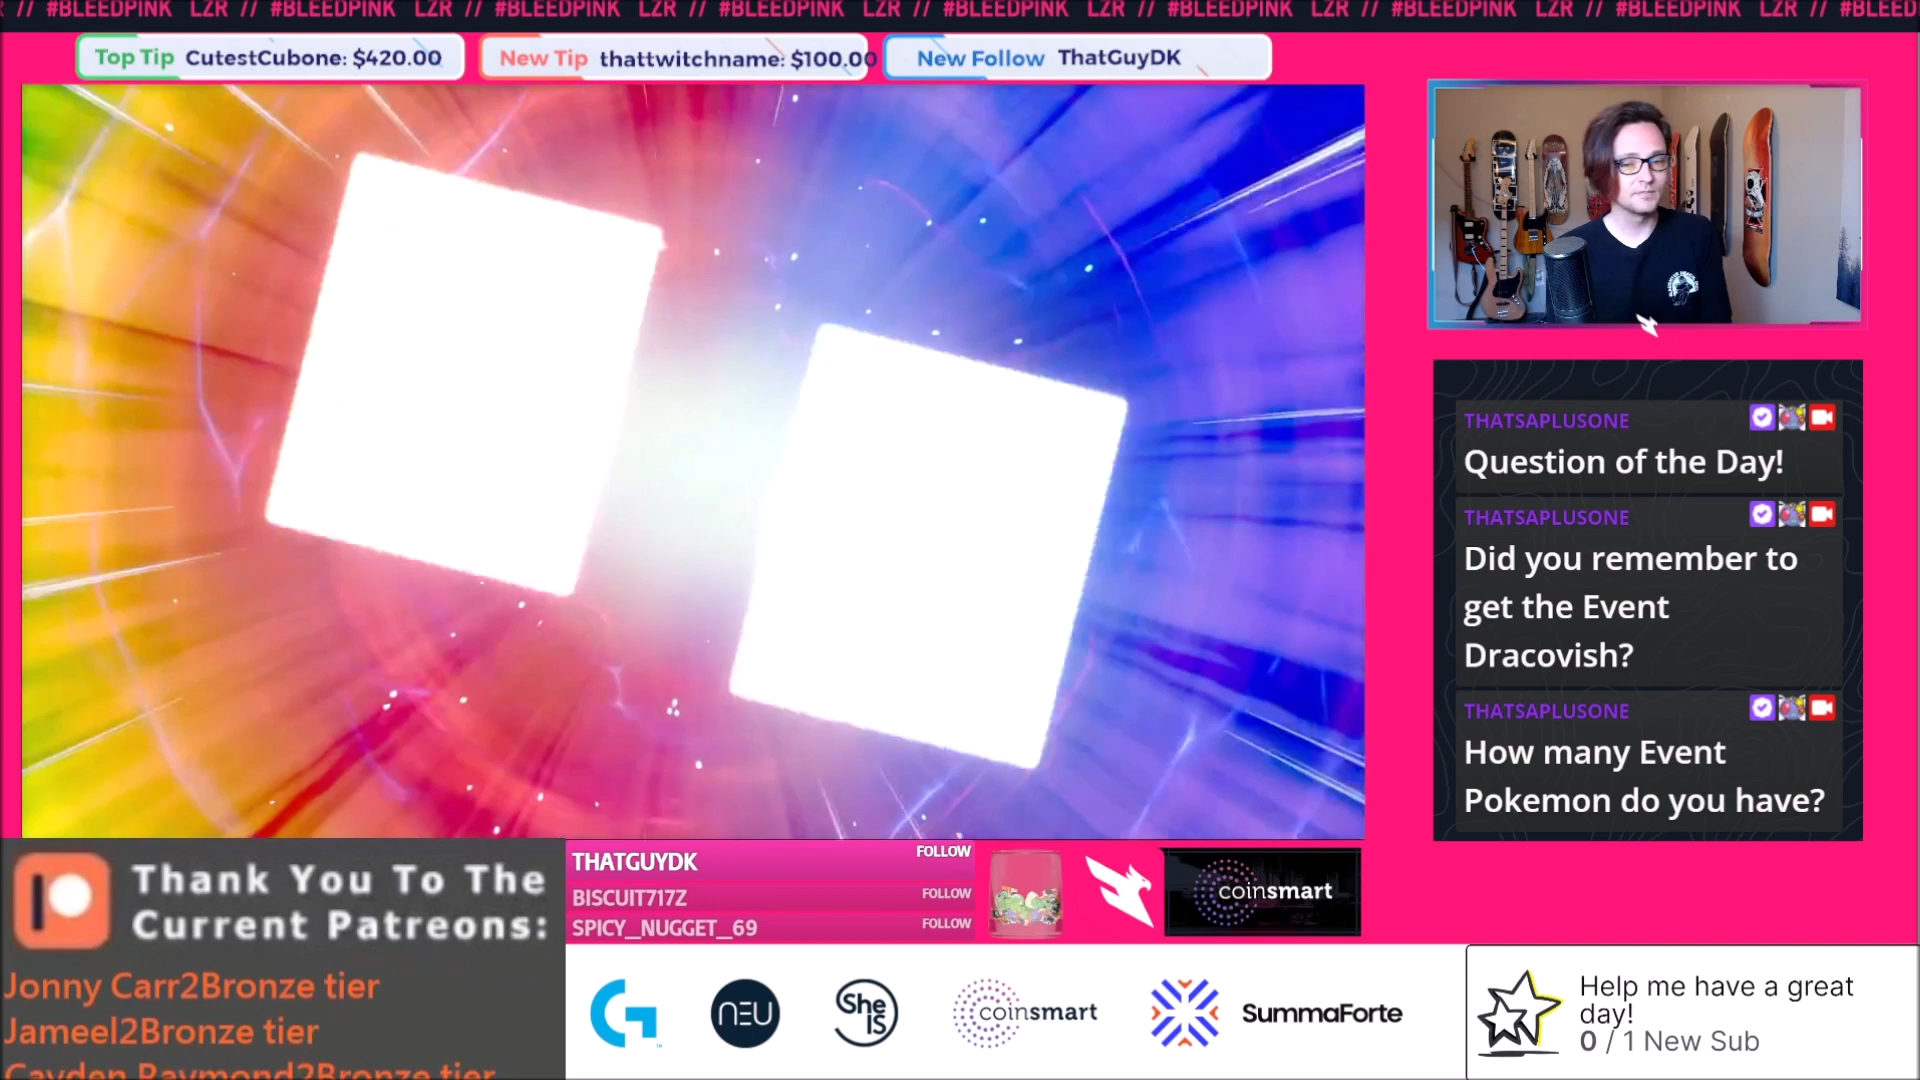 // #BLEEDPINK LZR // #BLEEDPINK LZR // #BLEEDPINK LZR // #BLEEDPINK LZR // #BLEEDPINK LZR // #BLEEDPINK LZR // #BLEEDPINK LZR // #BLEEDPINK LZR // #BLEED
Top Tip CutestCubone: $420.00
New Tip thattwitchname: $100.00
New Follow ThatGuyDK
THATSAPLUSONE
Question of the Day!
THATSAPLUSONE
Did you remember to
get the Event
Dracovish?
THATSAPLUSONE
How many Event
Pokemon do you have?
Thank You To The
Current Patreons:
Jonny Carr2Bronze tier
Jameel2Bronze tier
Cayden Raymond2Bronze tier
THATGUYDK FOLLOW
BISCUIT717Z FOLLOW
SPICY_NUGGET_69 FOLLOW
coinsmart
NEU
She
IS
coinsmart
SummaForte
Help me have a great
day!
0 / 1 New Sub